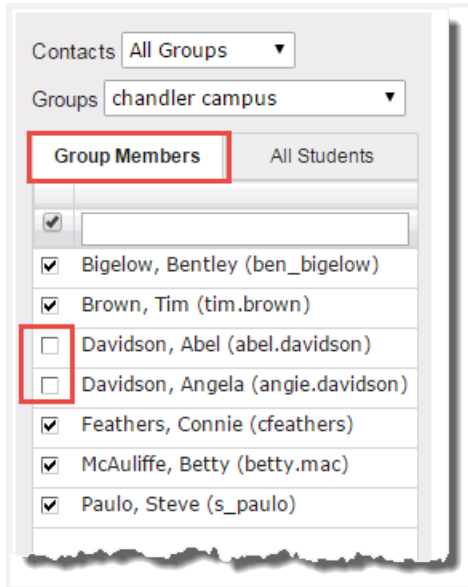 Contacts All Groups
Groups chandler campus
Group Members All Students
Bigelow, Bentley (ben_bigelow)
Brown, Tim (tim.brown)
Davidson, Abel (abel.davidson)
Davidson, Angela (angie.davidson)
Feathers, Connie (cfeathers)
McAuliffe, Betty (betty.mac)
Paulo, Steve (s_paulo)